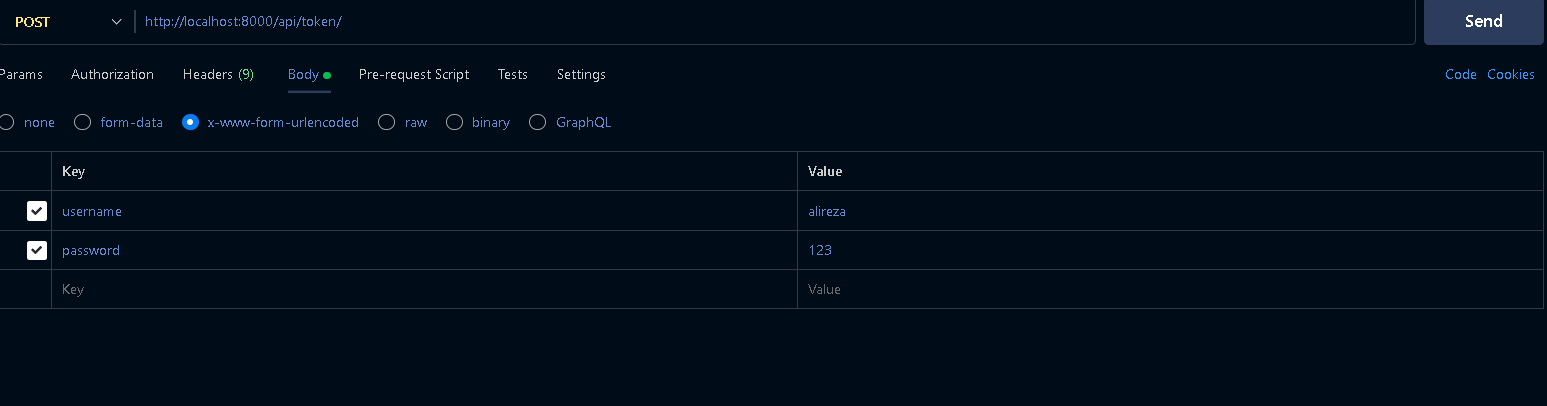 POST http://localhost:8000/api/token/ Send
Params Authorization Headers (9) Body Pre-request Script Tests Settings Code Cookies
none form-data x-www-form-urlencoded raw binary GraphQL
Key Value
username alireza
password 123
Key Value